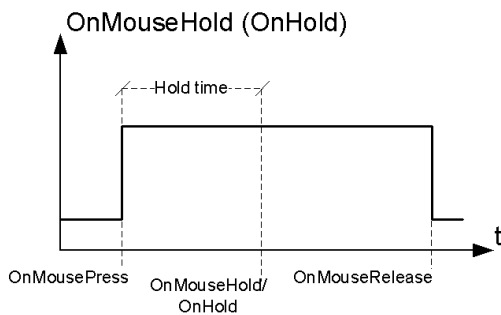 OnMouseHold (OnHold)
Hold time
t
OnMousePress
OnMouseHold/
OnHold
OnMouseRelease